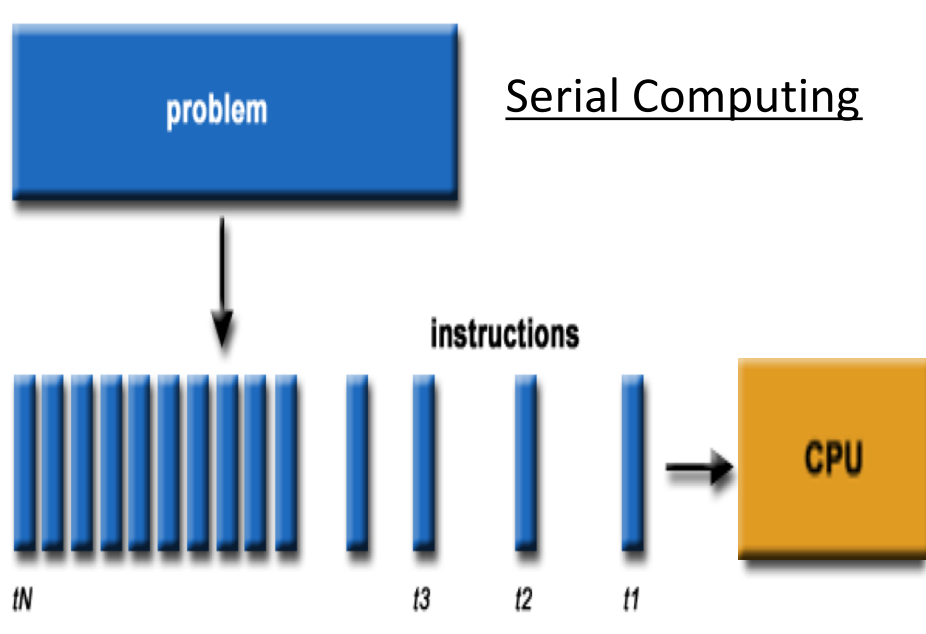 problem
Serial Computing
instructions
CPU
tN t3 t2 t1